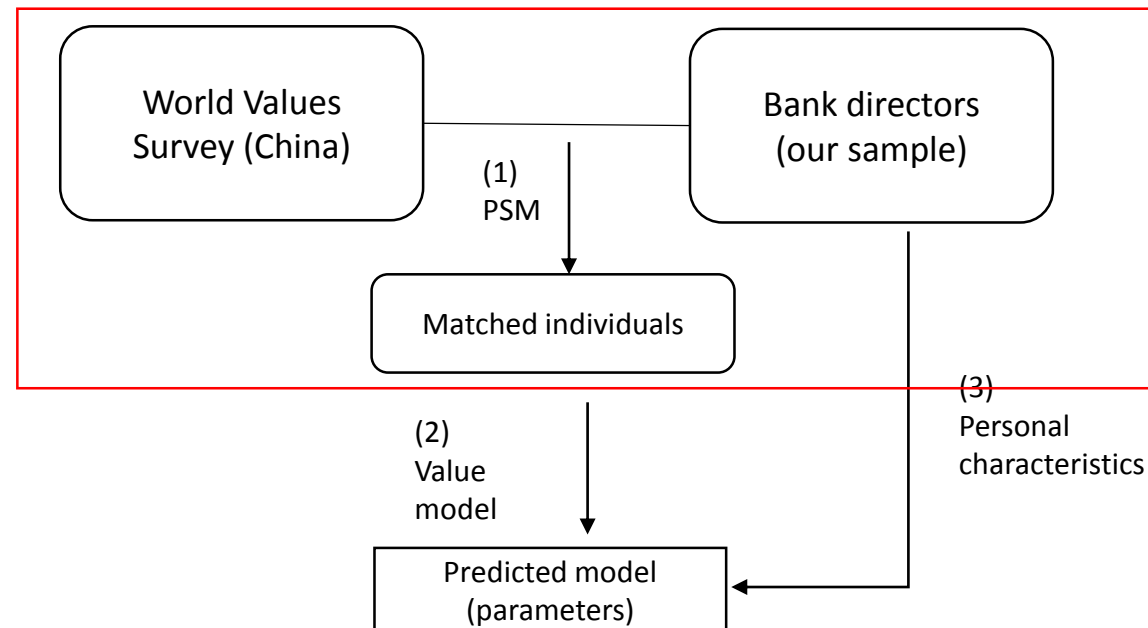 World Values
Survey (China)
Bank directors
(our sample)
(1)
PSM
Matched individuals
(2)
Value
model
(3)
Personal
characteristics
Predicted model
(parameters)